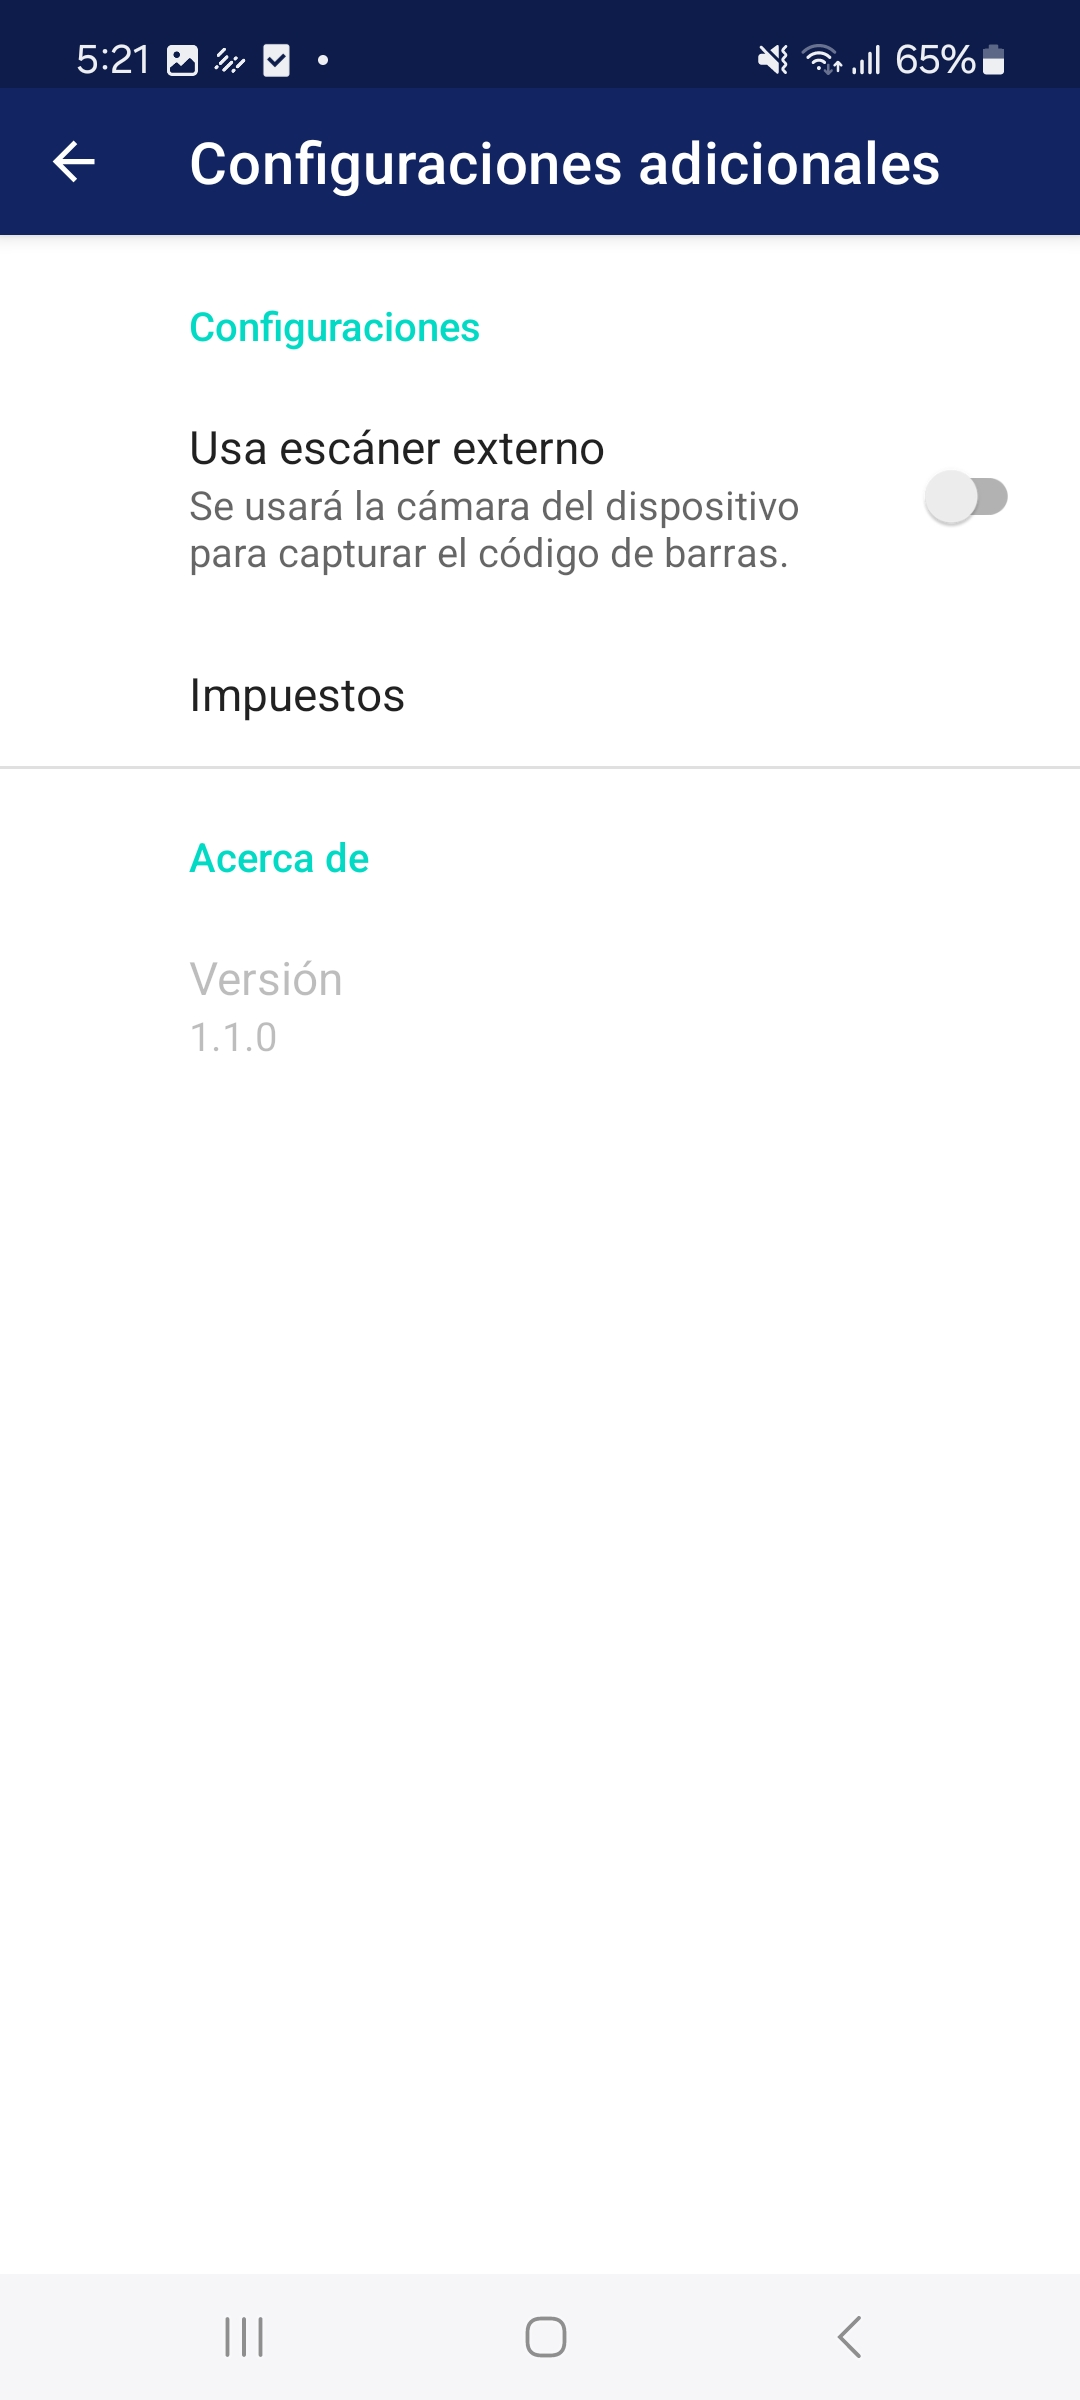 5:21
65%
Configuraciones adicionales
Configuraciones
Usa escáner externo
Se usará la cámara del dispositivo
para capturar el código de barras.
Impuestos
Acerca de
Versión
1.1.0